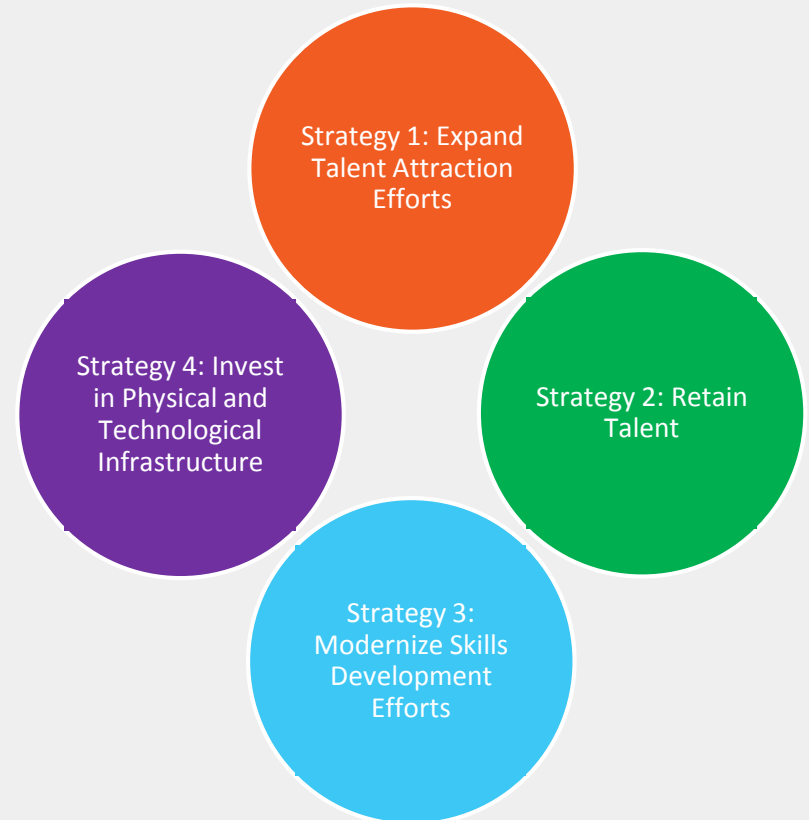 Strategy 1: Expand
Talent Attraction
Efforts
Strategy 2: Retain
Talent
Strategy 3:
Modernize Skills
Development
Efforts
Strategy 4: Invest
in Physical and
Technological
Infrastructure